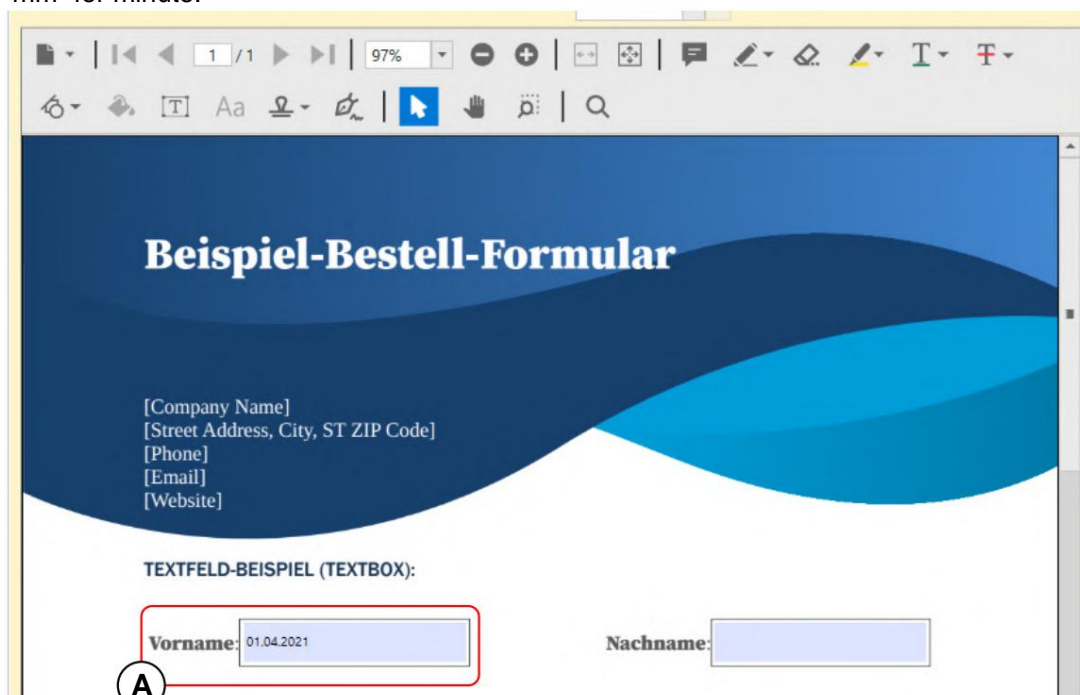 1 / 1 97%
T T
T Aa
Beispiel-Bestell-Formular
[Company Name]
[Street Address, City, ST ZIP Code]
[Phone]
[Email]
[Website]
TEXTFELD-BEISPIEL (TEXTBOX):
Vorname: 01.04.2021 Nachname:
A